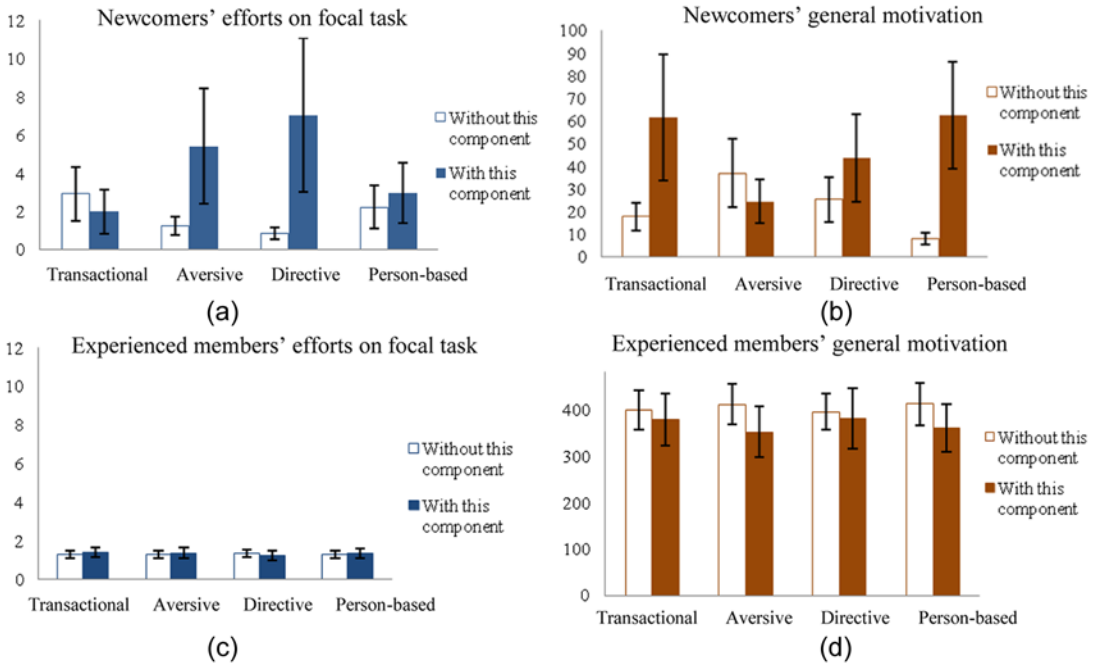 Newcomers’ efforts on focal task
12
10
8
6
4
2
0
Without this
component
With this
component
Transactional Aversive Directive Person-based
(a)
Newcomers’ general motivation
100
90
80
70
60
50
40
30
20
10
0
Without this
component
With this
component
Transactional Aversive Directive Person-based
(b)
Experienced members’ efforts on focal task
12
10
8
6
4
2
0
Without this
component
With this
component
Transactional Aversive Directive Person-based
(c)
Experienced members’ general motivation
400
300
200
100
0
Without this
component
With this
component
Transactional Aversive Directive Person-based
(d)